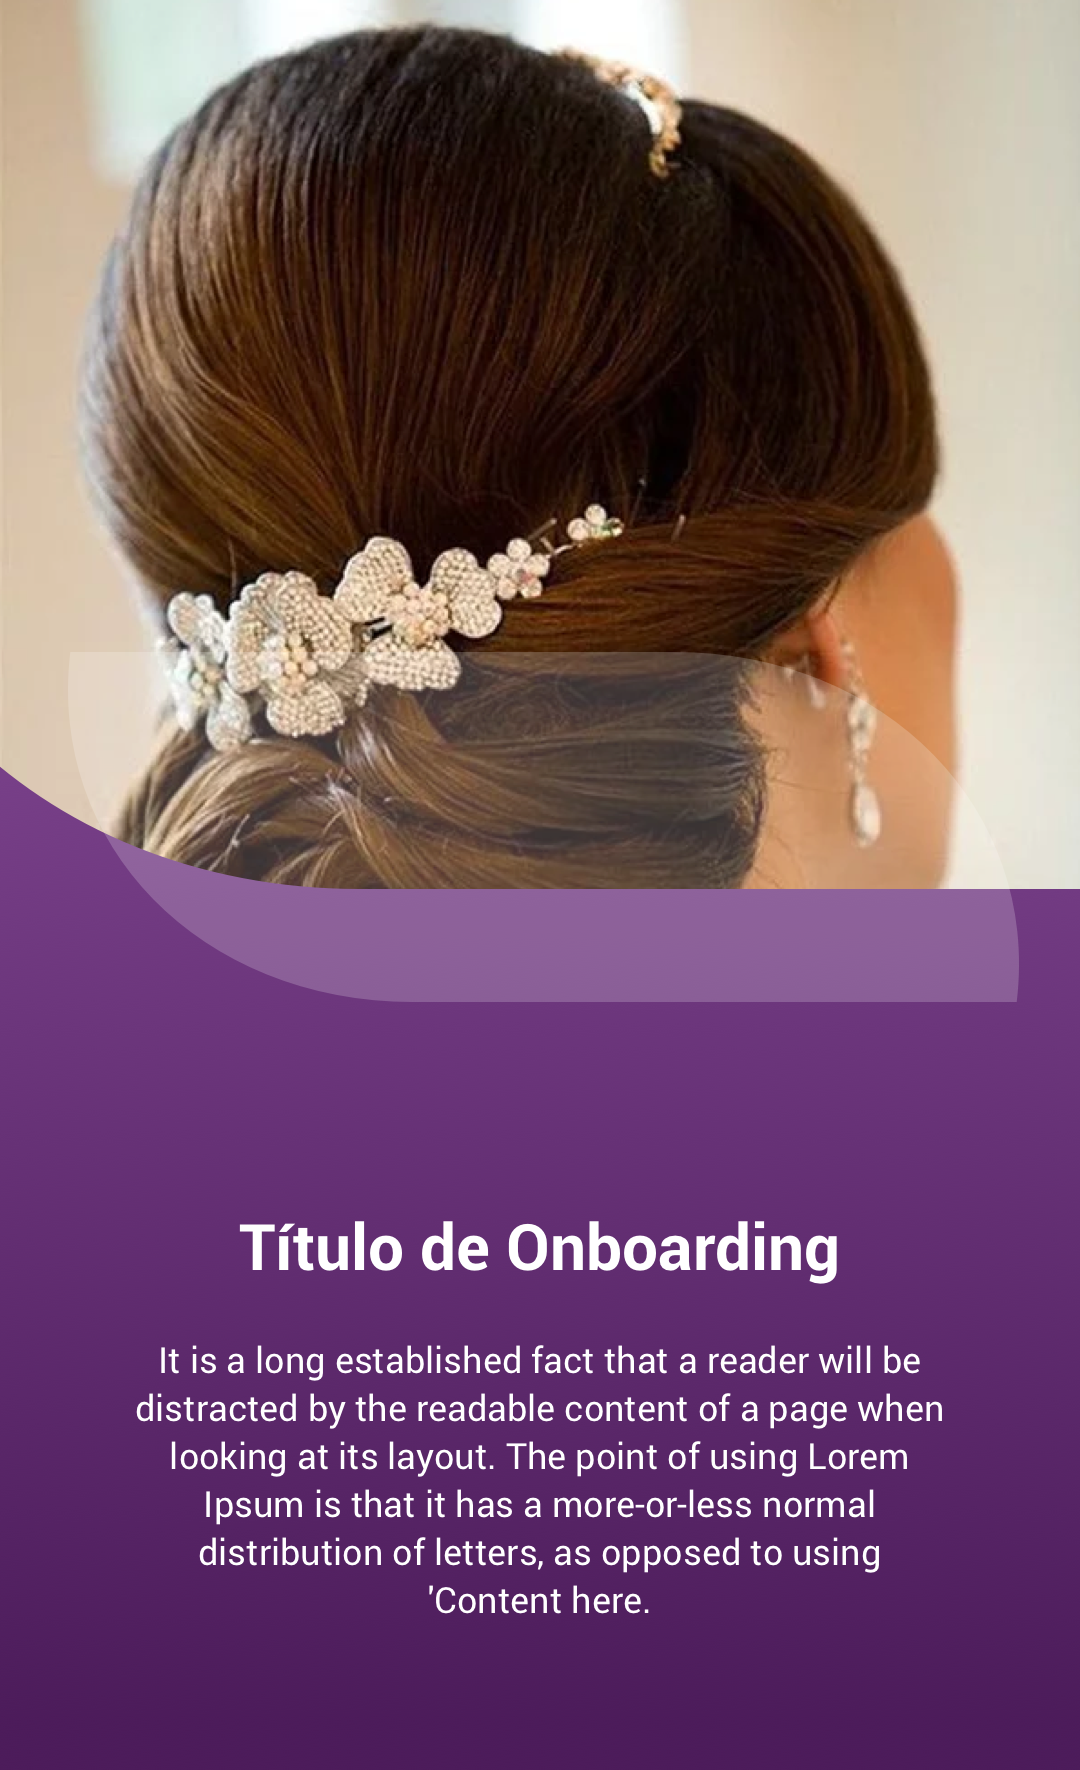 Título de Onboarding
It is a long established fact that a reader will be
distracted by the readable content of a page when
looking at its layout. The point of using Lorem
Ipsum is that it has a more-or-less normal
distribution of letters, as opposed to using
'Content here.